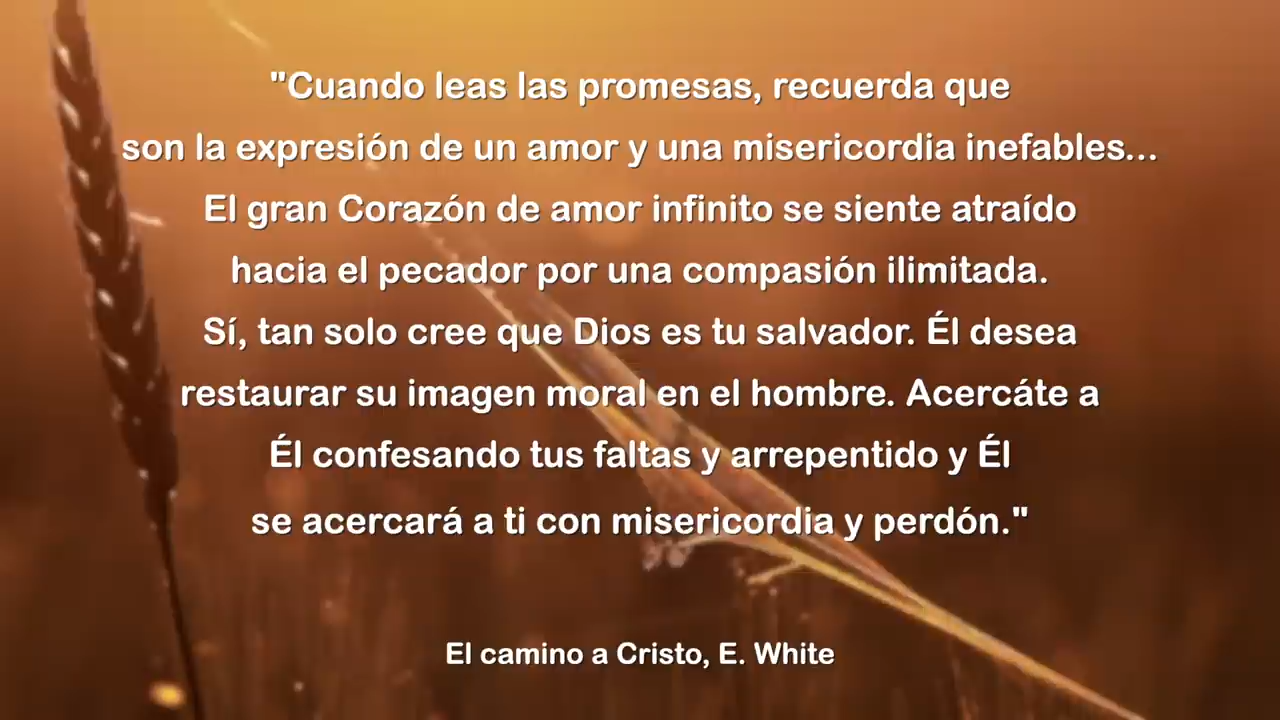 "Cuando leas las promesas, recuerda que
son la expresión de un amor y una misericordia inefables...
El gran Corazón de amor infinito se siente atraído
hacia el pecador por una compasión ilimitada.
Sí, tan solo cree que Dios es tu salvador. Él desea
restaurar su imagen moral en el hombre. Acercáte a
Él confesando tus faltas y arrepentido y Él
se acercará a ti con misericordia y perdón."
El camino a Cristo, E. White